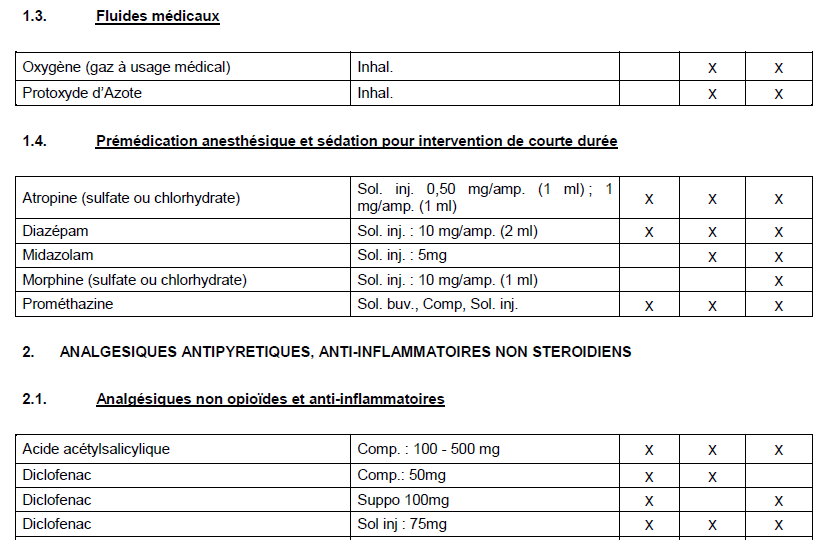 1.3. Fluides médicaux
Oxygène (gaz à usage médical) Inhal. X X
Protoxyde d’Azote Inhal. X X
1.4. Prémédication anesthésique et sédation pour intervention de courte durée
Atropine (sulfate ou chlorhydrate) Sol. inj. 0,50 mg/amp. (1 ml) ; 1
mg/amp. (1 ml) X X X
Diazépam Sol. inj. : 10 mg/amp. (2 ml) X X X
Midazolam Sol. inj. : 5mg X X
Morphine (sulfate ou chlorhydrate) Sol. inj. : 10 mg/amp. (1 ml) X
Prométhazine Sol. buv., Comp, Sol. inj. X X X
2. ANALGESIQUES ANTIPYRETIQUES, ANTI-INFLAMMATOIRES NON STEROIDIENS
2.1. Analgésiques non opioïdes et anti-inflammatoires
Acide acétylsalicylique Comp. : 100 - 500 mg X X X
Diclofenac Comp.: 50mg X X
Diclofenac Suppo 100mg X X
Diclofenac Sol inj : 75mg X X X